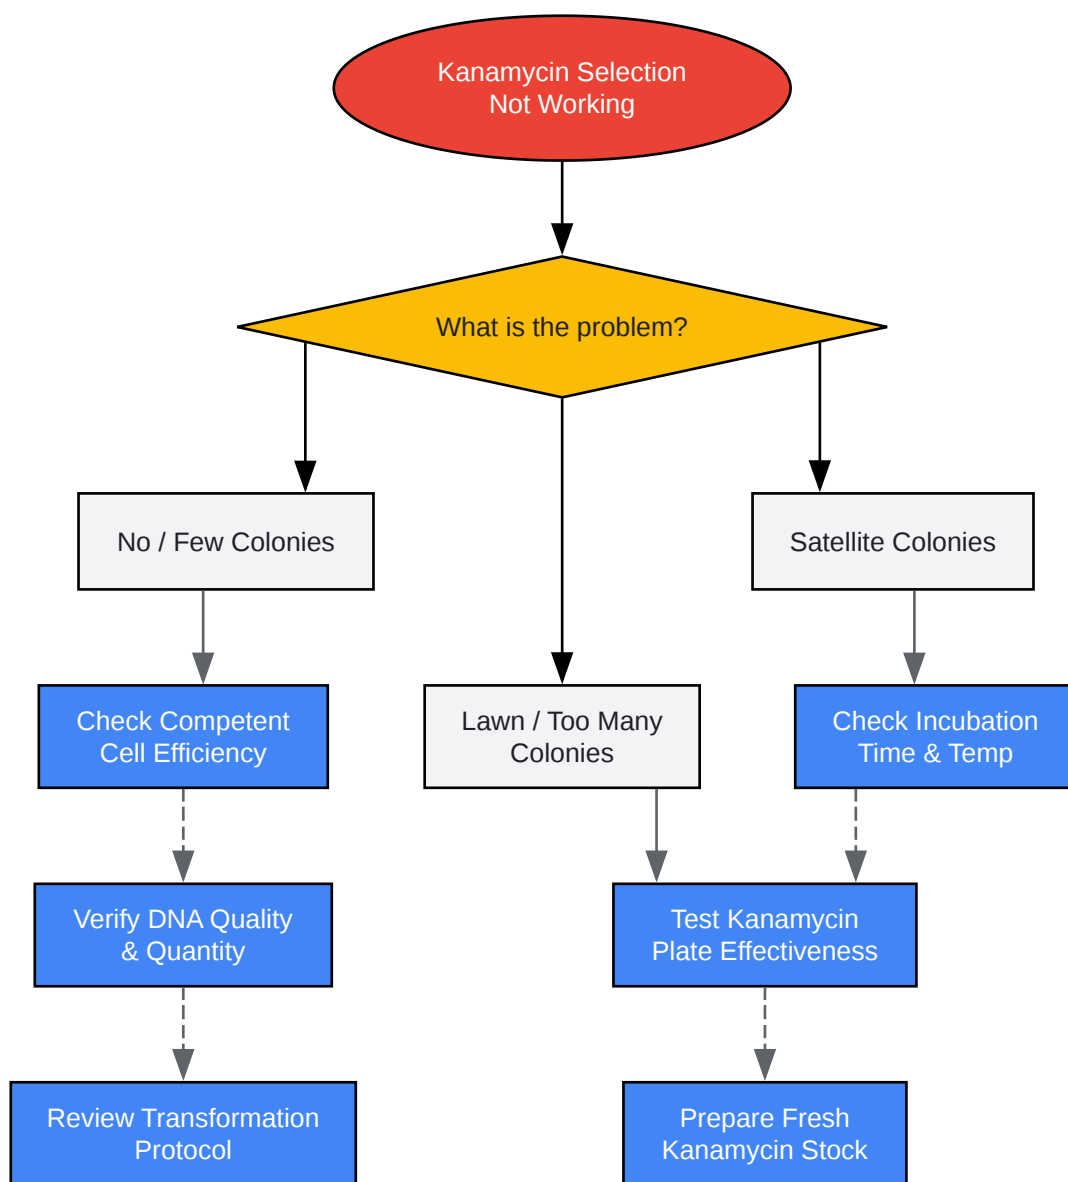 Kanamycin Selection
Not Working
What is the problem?
No / Few Colonies
Satellite Colonies
Check Competent
Cell Efficiency
Lawn / Too Many
Colonies
Check Incubation
Time & Temp
Verify DNA Quality
& Quantity
Test Kanamycin
Plate Effectiveness
Review Transformation
Protocol
Prepare Fresh
Kanamycin Stock